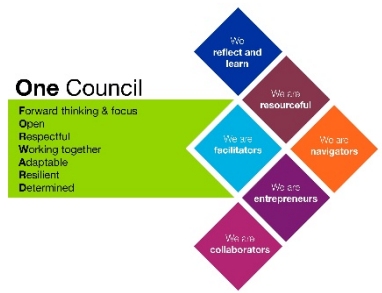 One Council
Forward thinking & focus
Open
Respectful
Working together
Adaptable
Resilient
Determined
We
reflect and
learn
We are
resourceful
We are
facilitators
We are
navigators
We are
entrepreneurs
We are
collaborators